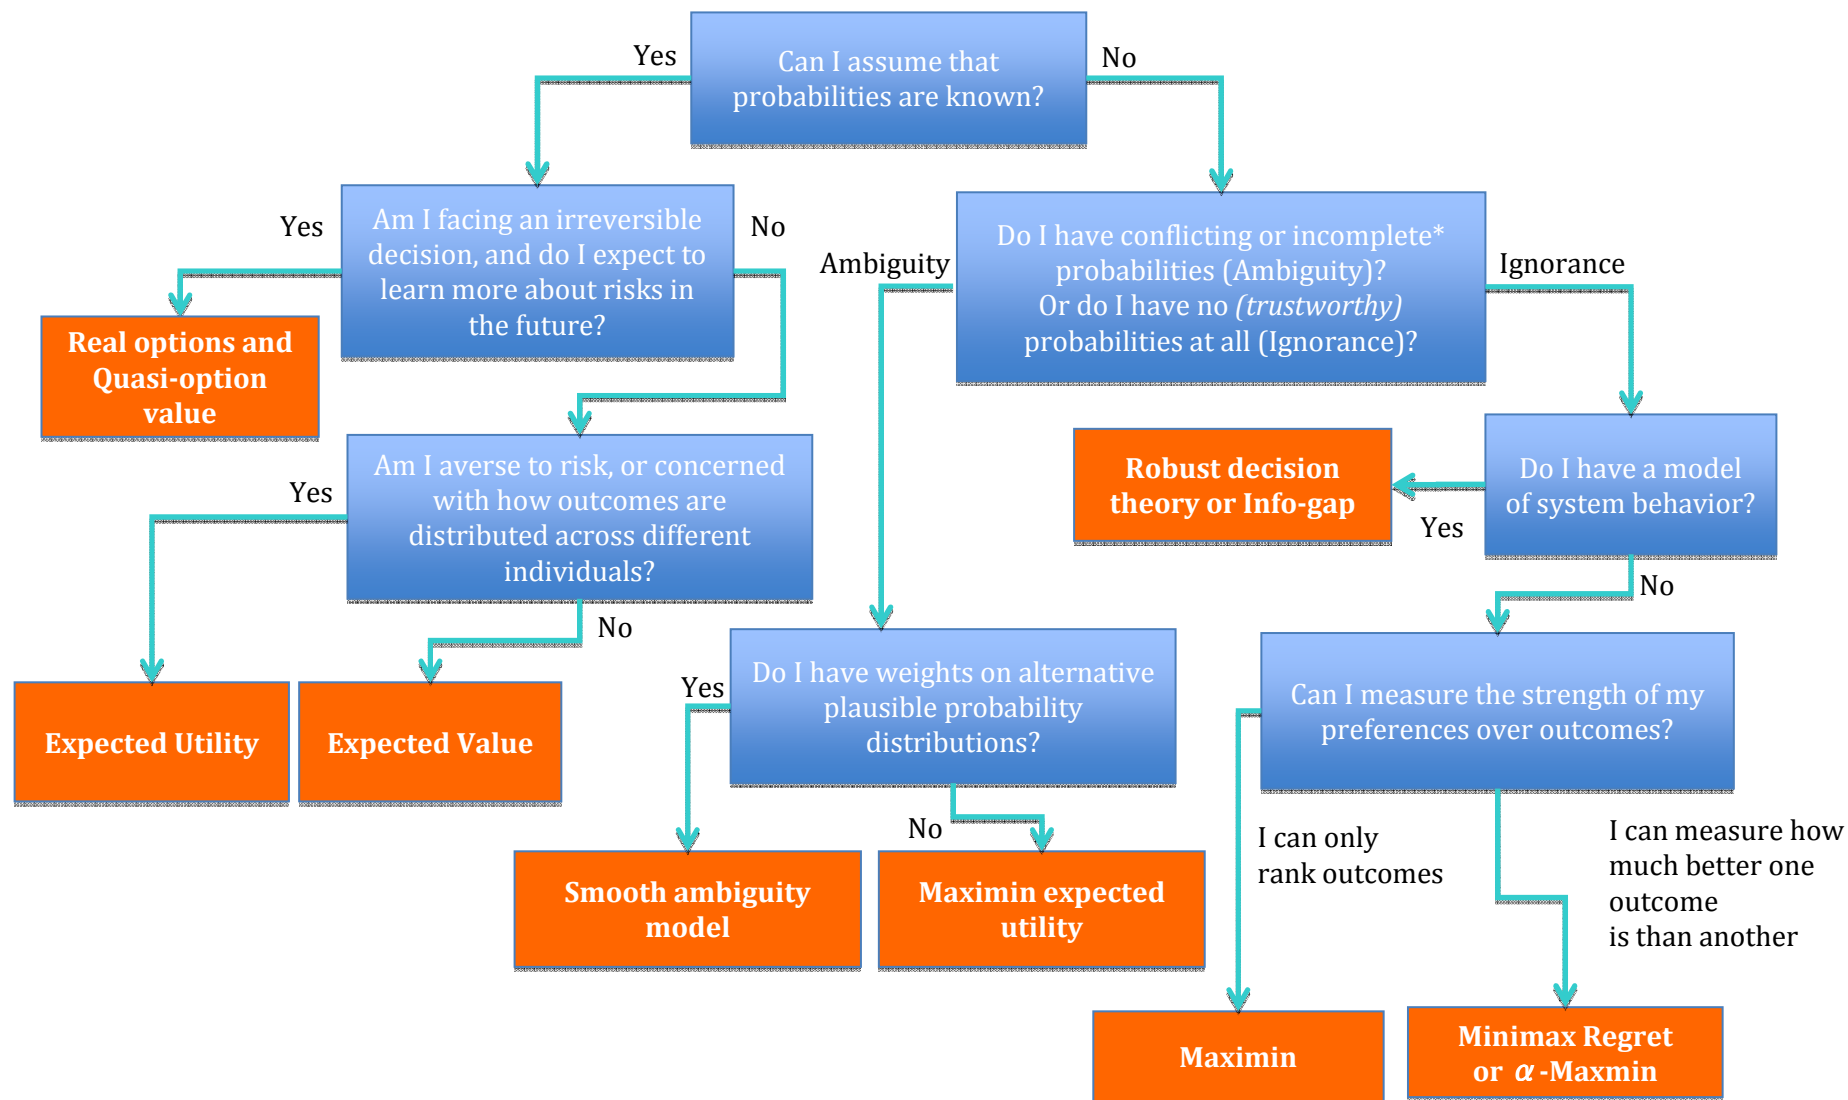 Yes
Can I assume that
probabilities are known?
No
Yes
Am I facing an irreversible
decision, and do I expect to
learn more about risks in
the future?
No
Ambiguity
Do I have conflicting or incomplete*
probabilities (Ambiguity)?
Or do I have no (trustworthy)
probabilities at all (Ignorance)?
Ignorance
Real options and
Quasi-option
value
Yes
Am I averse to risk, or concerned
with how outcomes are
distributed across different
individuals?
No
Robust decision
theory or Info-gap
Yes
Do I have a model
of system behavior?
No
Expected Utility
Expected Value
Yes
Do I have weights on alternative
plausible probability
distributions?
No
Can I measure the strength of my
preferences over outcomes?
Smooth ambiguity
model
Maximin expected
utility
I can only
rank outcomes
I can measure how
much better one
outcome
is than another
Maximin
Minimax Regret
or α -Maxmin